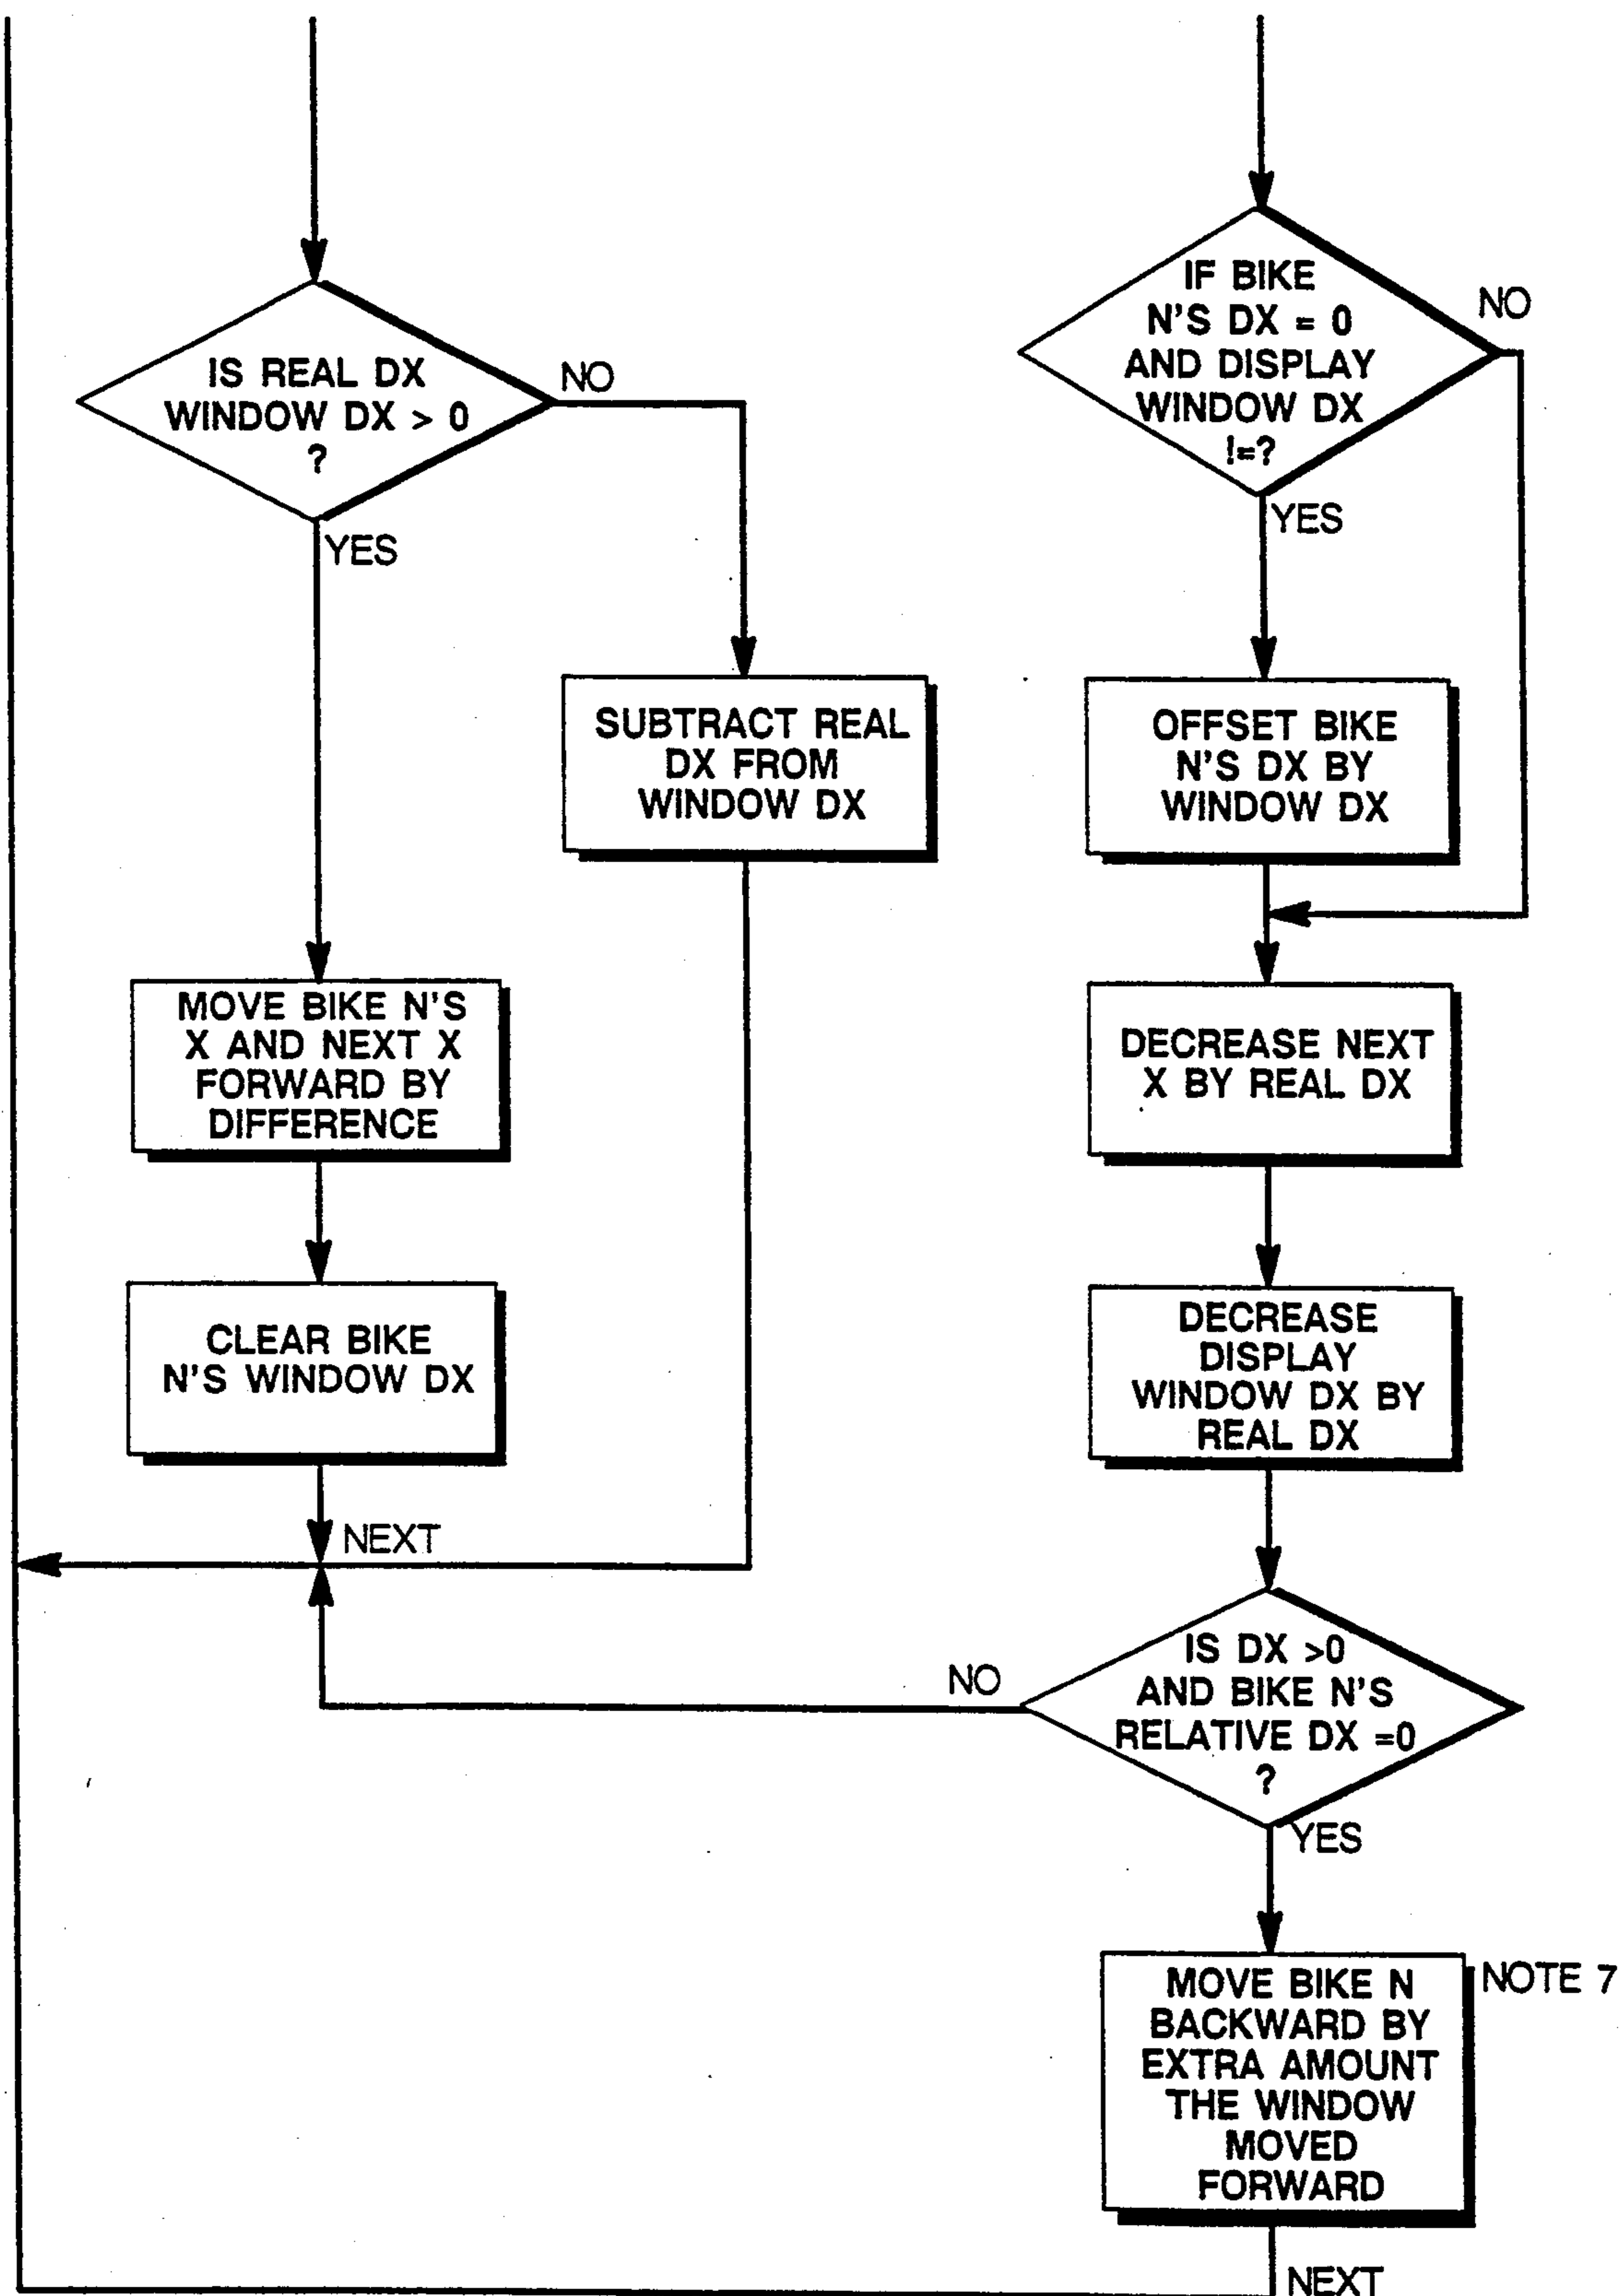 IS REAL DX
WINDOW DX > 0
?
NO
YES
SUBTRACT REAL
DX FROM
WINDOW DX
MOVE BIKE N'S
X AND NEXT X
FORWARD BY
DIFFERENCE
CLEAR BIKE
N'S WINDOW DX
NEXT
IF BIKE
N'S DX = 0
AND DISPLAY
WINDOW DX
!=?
NO
YES
OFFSET BIKE
N'S DX BY
WINDOW DX
DECREASE NEXT
X BY REAL DX
DECREASE
DISPLAY
WINDOW DX BY
REAL DX
IS DX >0
AND BIKE N'S
RELATIVE DX =0
?
NO
YES
MOVE BIKE N
BACKWARD BY
EXTRA AMOUNT
THE WINDOW
MOVED
FORWARD
NOTE 7
NEXT